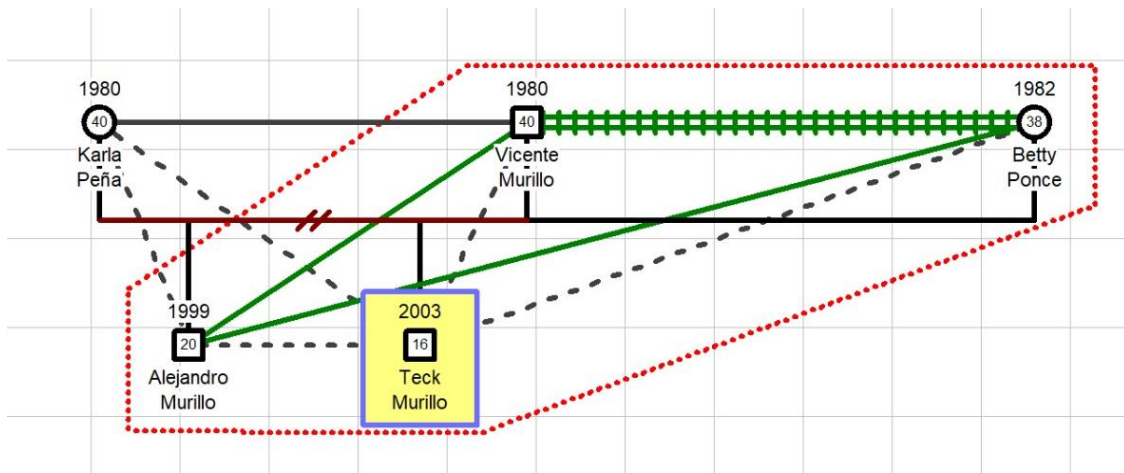 1980
1980
1982
40
40
38
Karla
Peña
Vicente
Murillo
Betty
Ponce
1999
2003
20
16
Alejandro
Murillo
Teck
Murillo